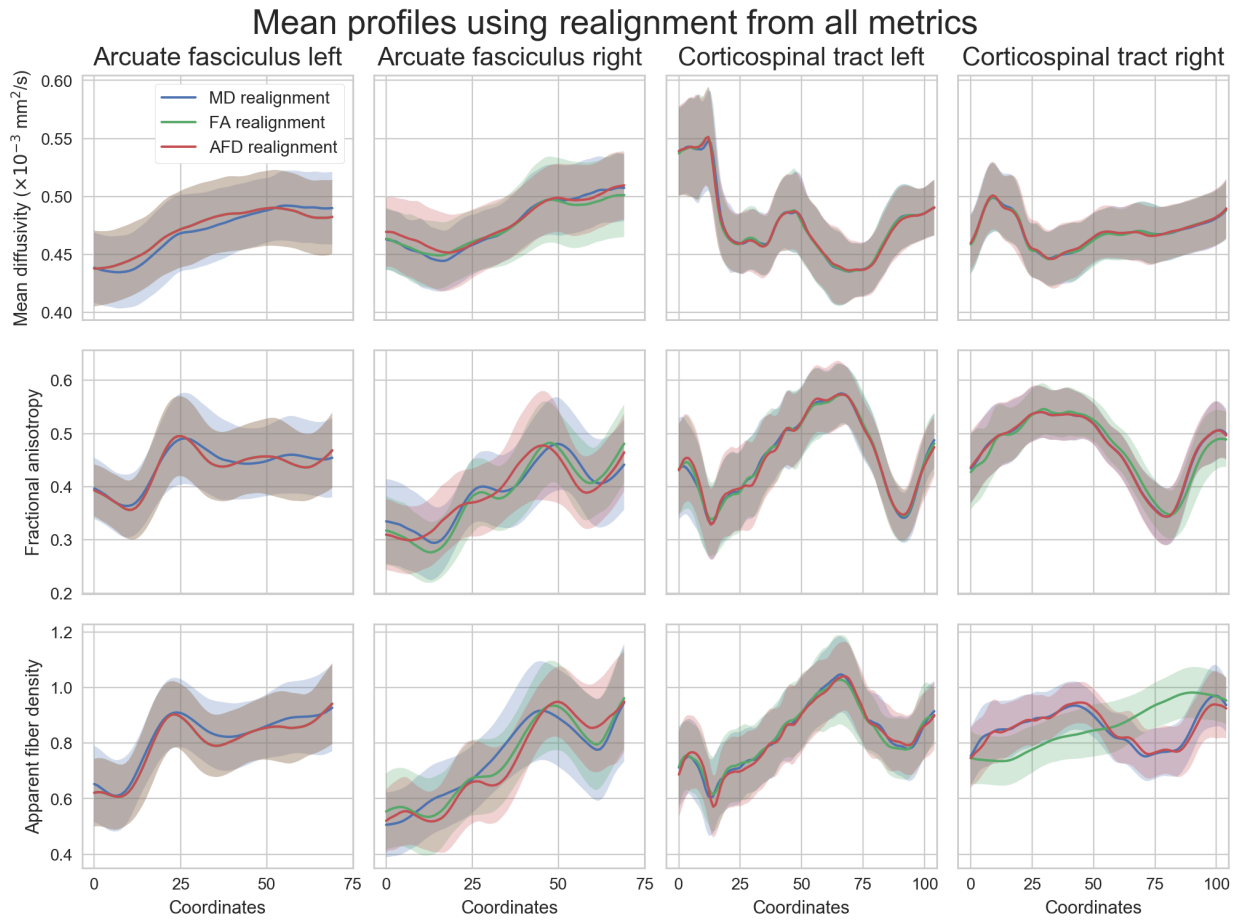 Mean profiles using realignment from all metrics
Arcuate fasciculus left
Arcuate fasciculus right
Corticospinal tract left
Corticospinal tract right
Mean diffusivity (×10⁻³ mm²/s)
0.60
0.55
0.50
0.45
0.40
MD realignment
FA realignment
AFD realignment
Fractional anisotropy
0.6
0.5
0.4
0.3
0.2
Apparent fiber density
1.2
1.0
0.8
0.6
0.4
0 25 50 75
0 25 50 75
0 25 50 75 100
0 25 50 75 100
Coordinates
Coordinates
Coordinates
Coordinates